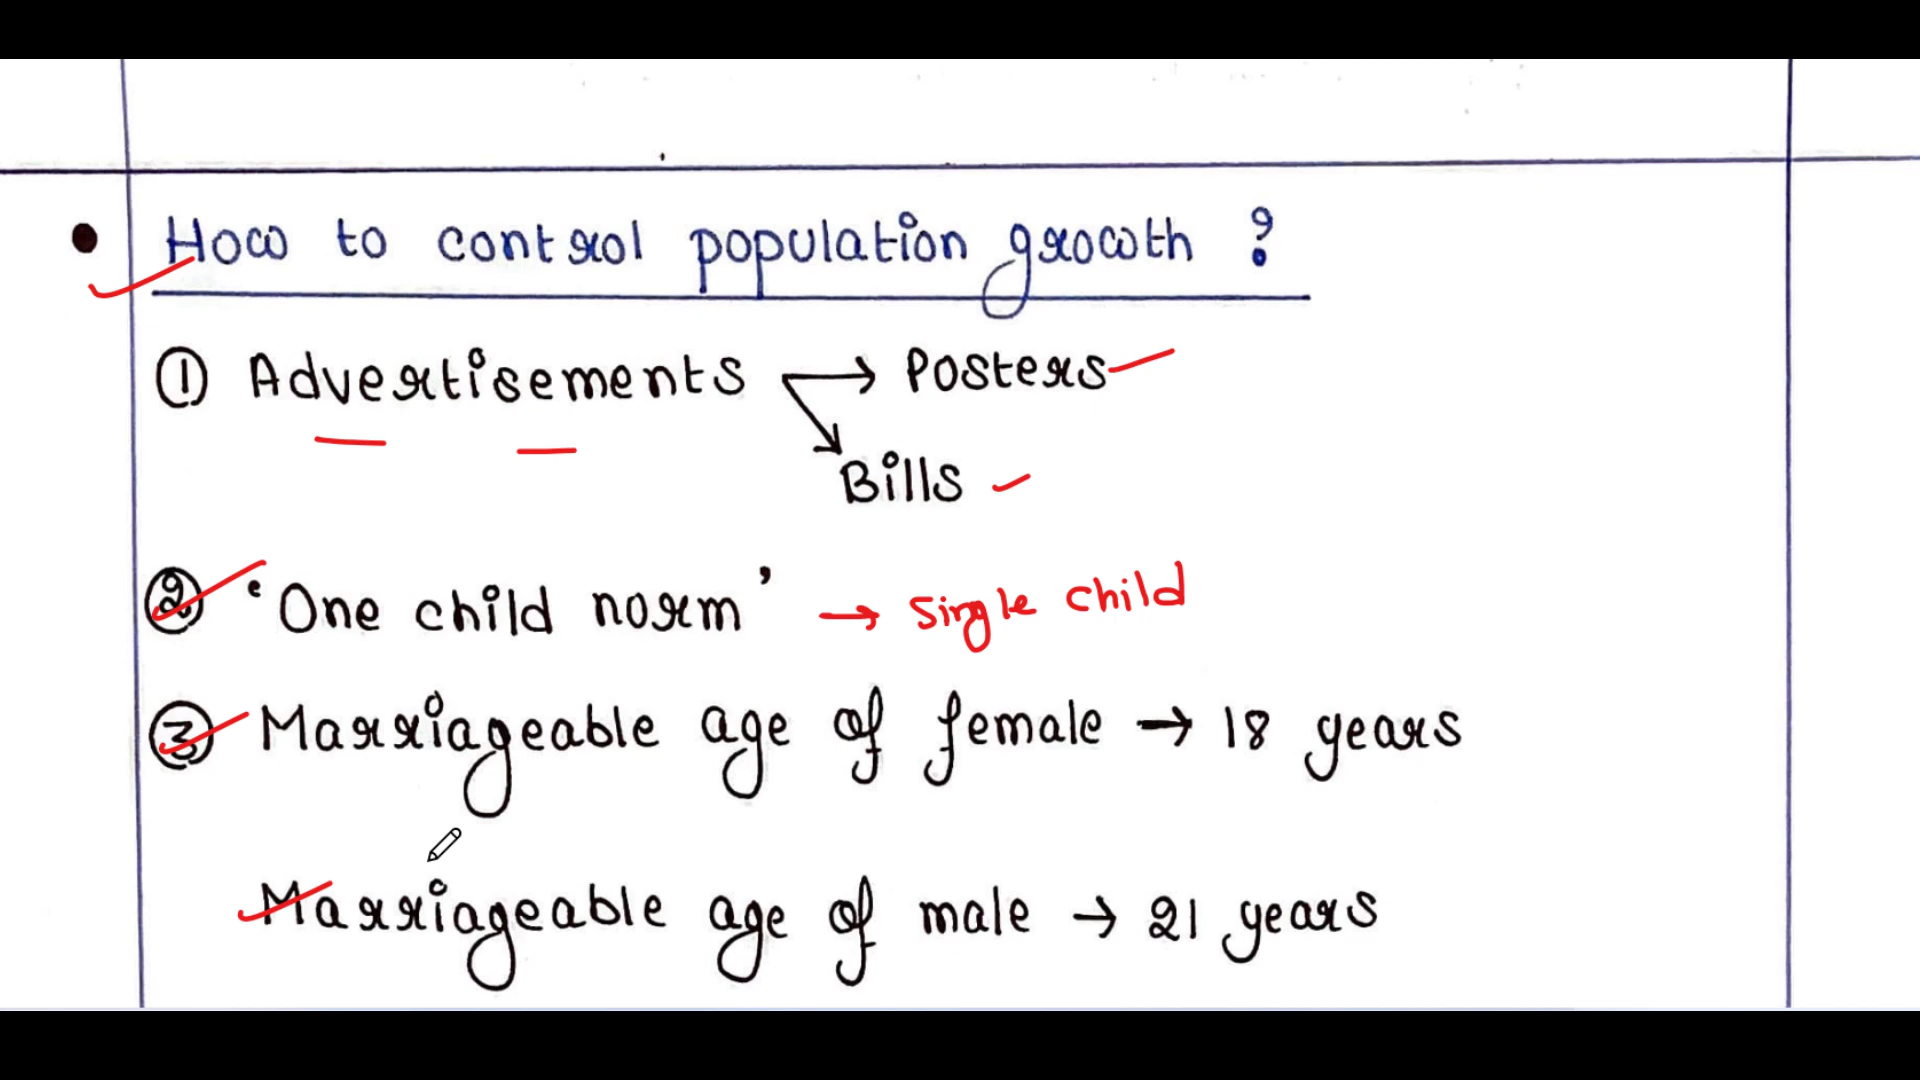 • How to control population growth ?
① Advertisements → Posters
Bills
② 'One child norm' → single child
③ Marriageable age of female → 18 years
Marriageable age of male → 21 years